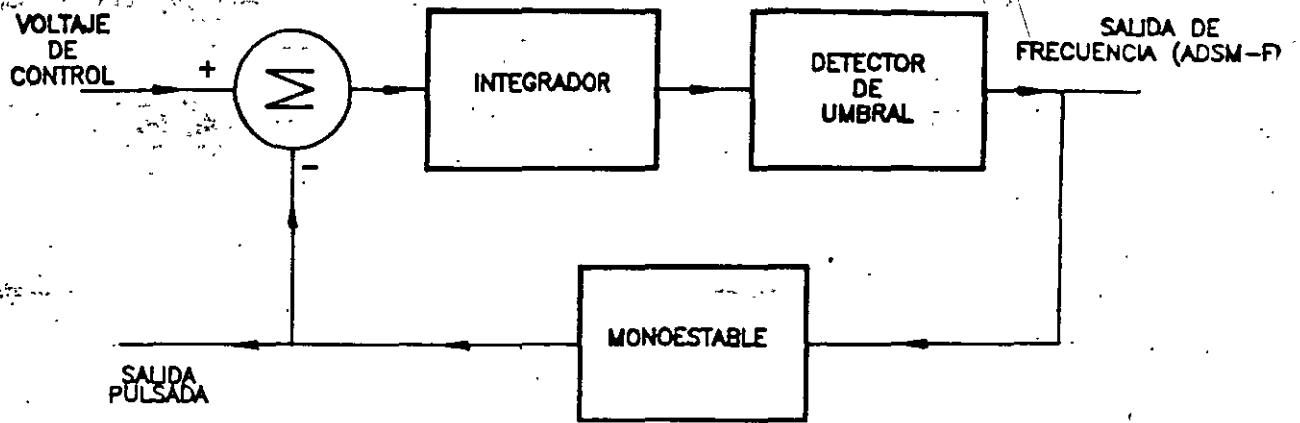 VOLTAJE
DE
CONTROL
+
Σ
-
INTEGRADOR
DETECTOR
DE
UMBRAL
SALIDA DE
FRECUENCIA (ADSM-F)
MONOESTABLE
SALIDA
PULSADA